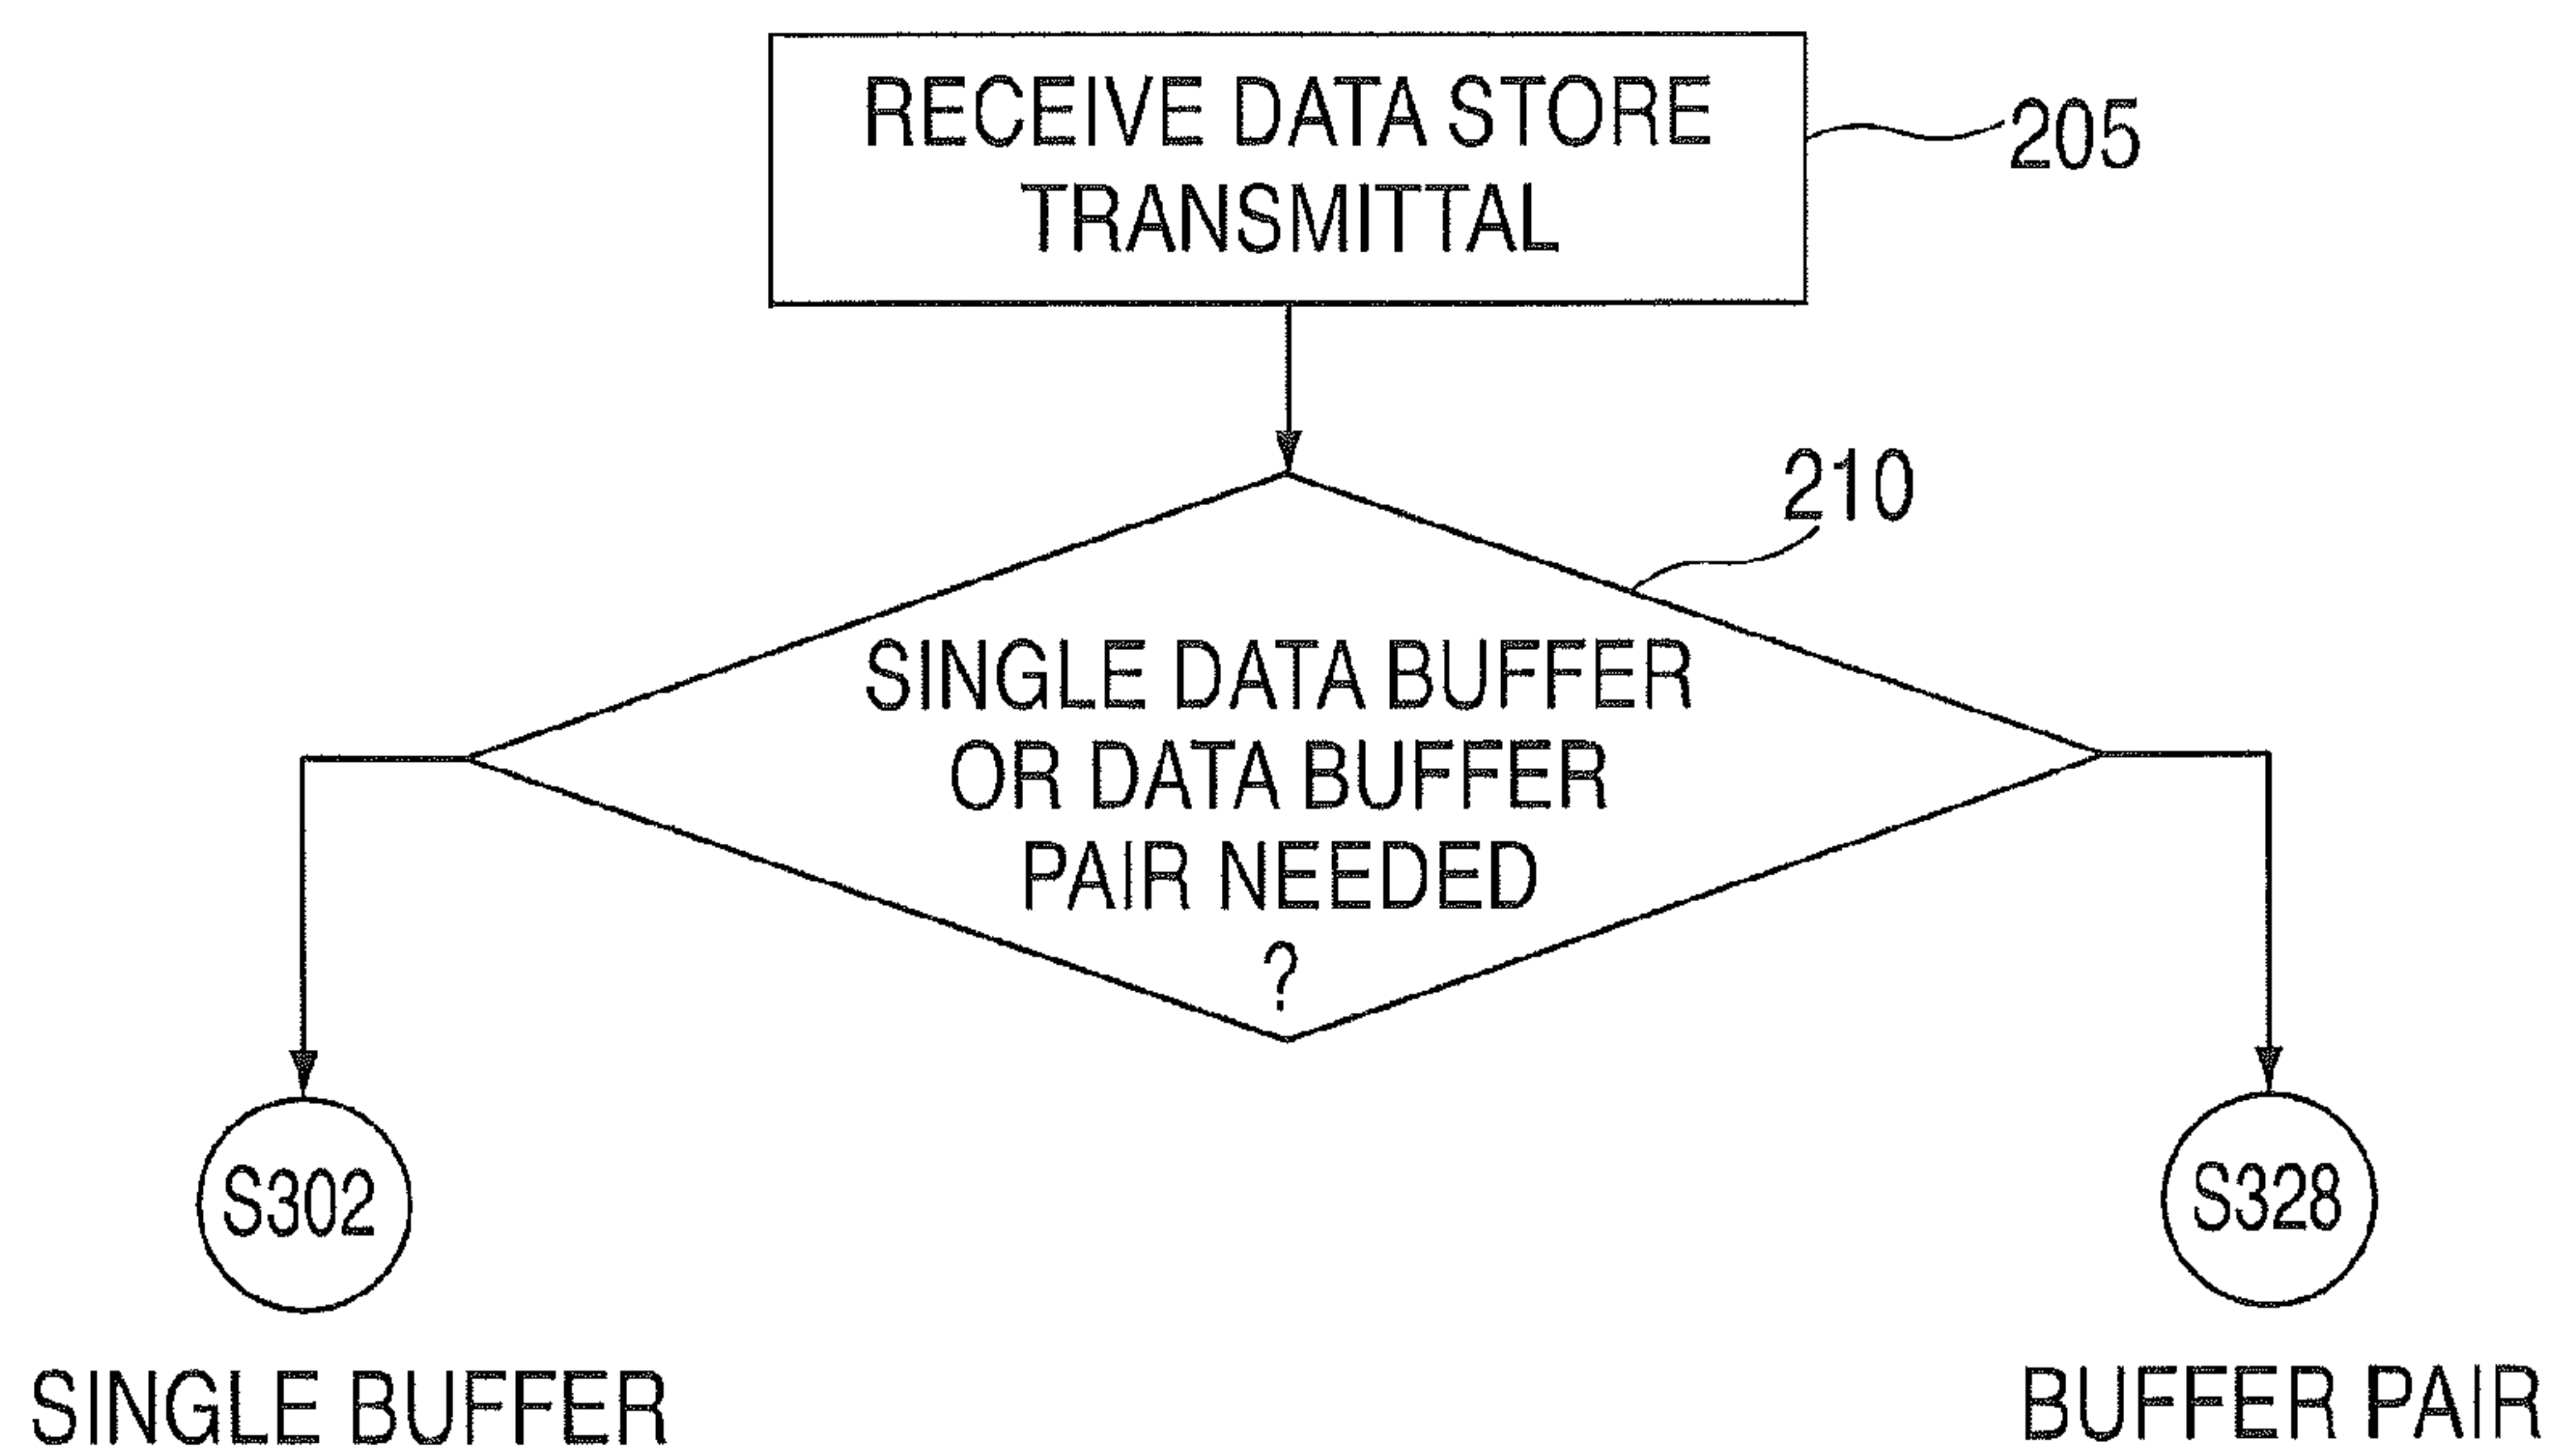 RECEIVE DATA STORE
TRANSMITTAL
205
210
SINGLE DATA BUFFER
OR DATA BUFFER
PAIR NEEDED
?
S302
S328
SINGLE BUFFER
BUFFER PAIR